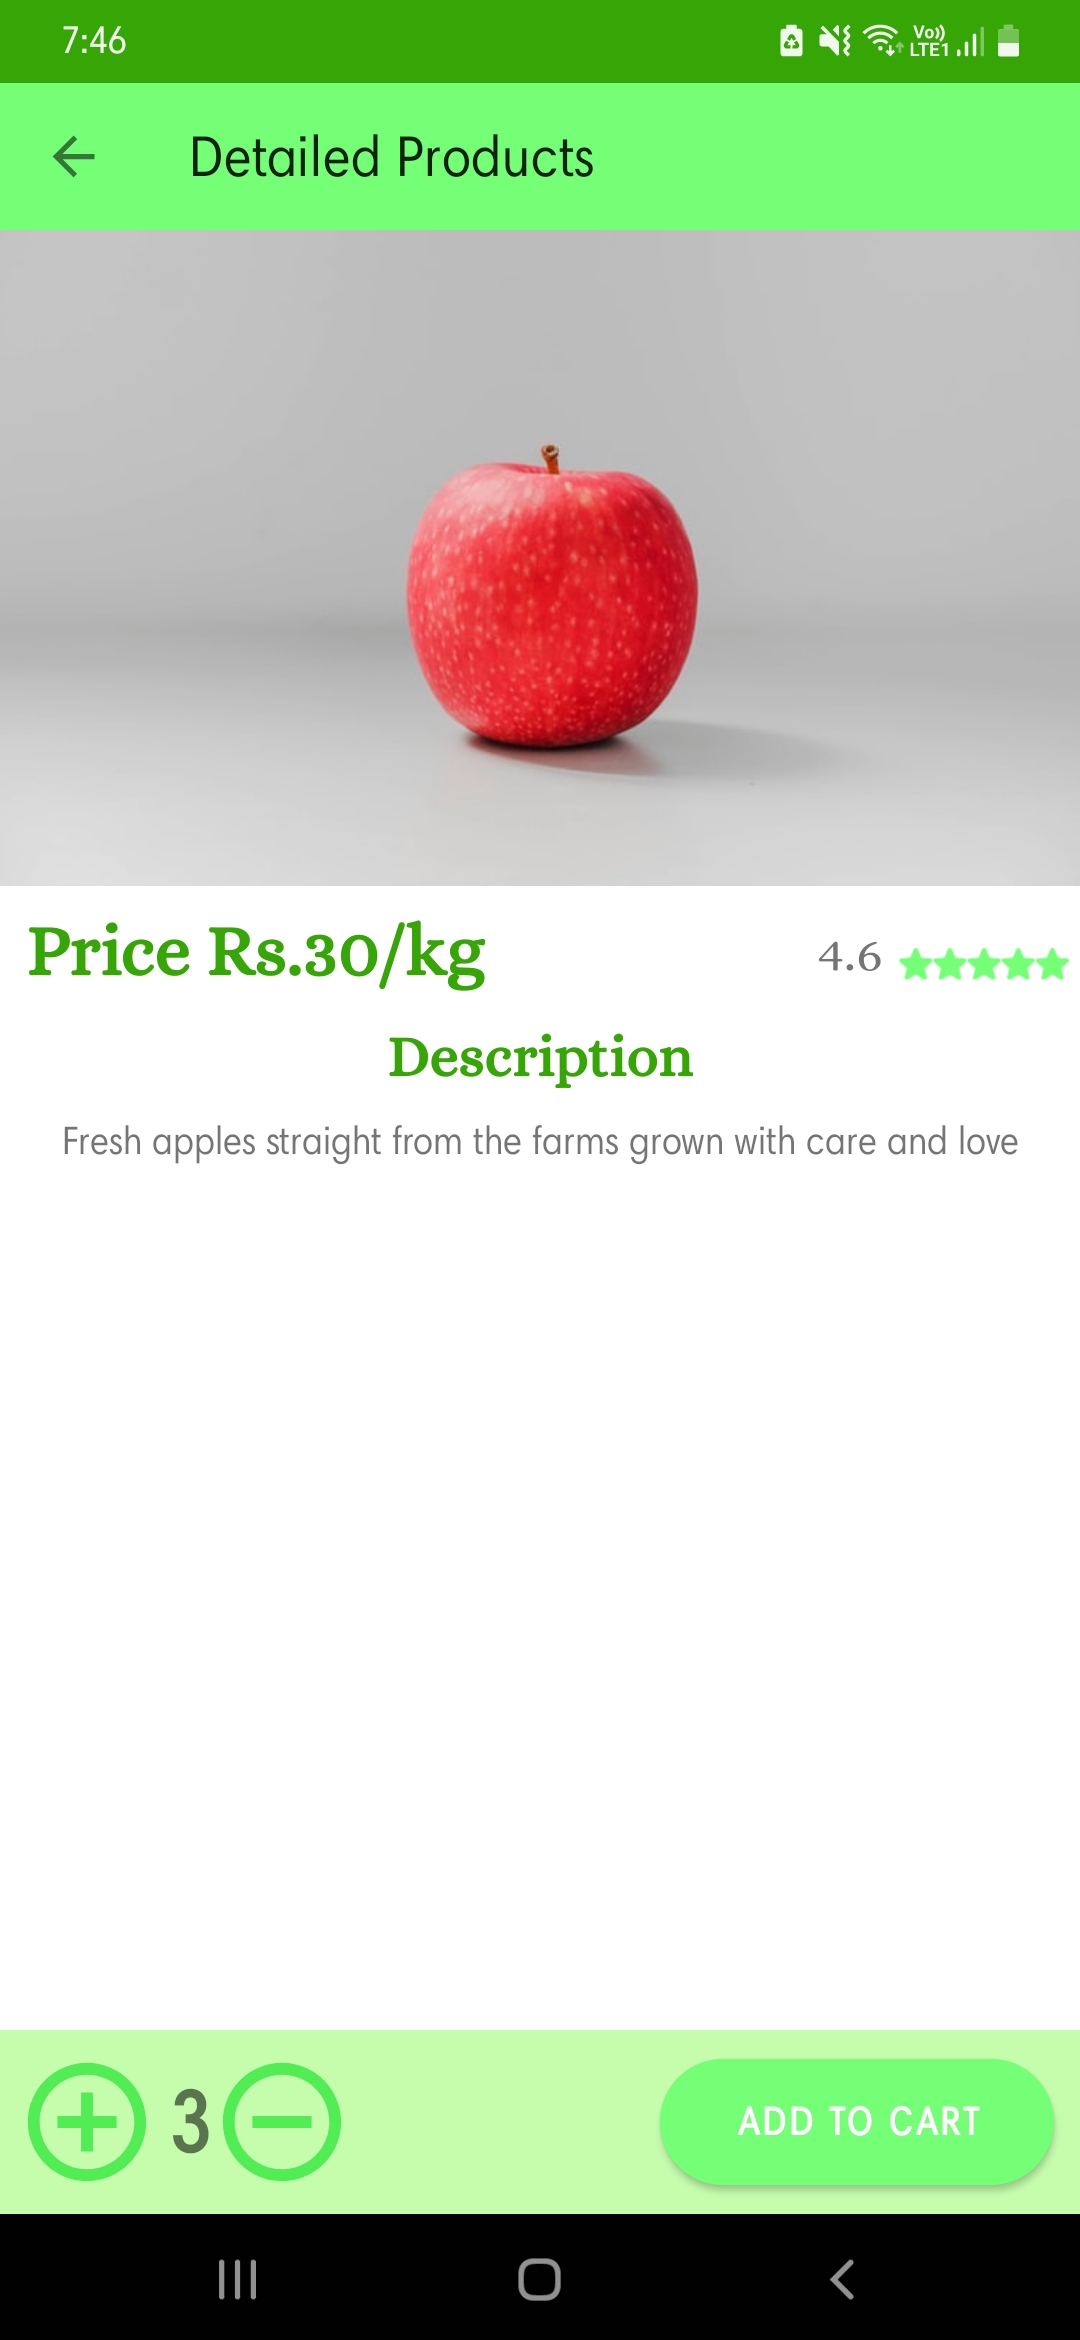 7:46 Vo)) LTE1
Detailed Products
Price Rs.30/kg 4.6
Description
Fresh apples straight from the farms grown with care and love
3 ADD TO CART